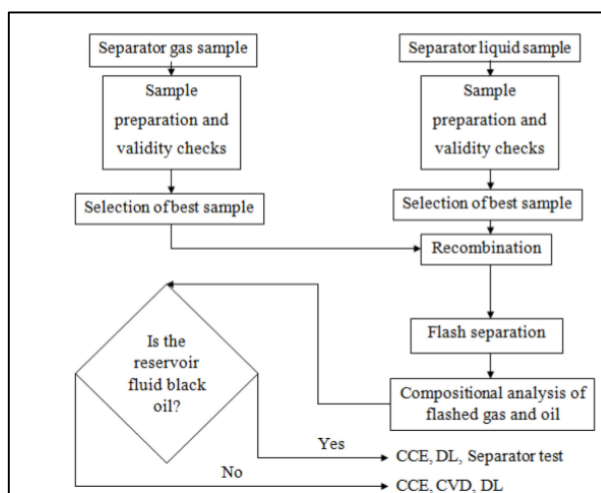 Separator gas sample
Separator liquid sample
Sample
preparation and
validity checks
Sample
preparation and
validity checks
Selection of best sample
Selection of best sample
Recombination
Flash separation
Compositional analysis of
flashed gas and oil
Is the
reservoir
fluid black
oil?
Yes
CCE, DL, Separator test
No
CCE, CVD, DL